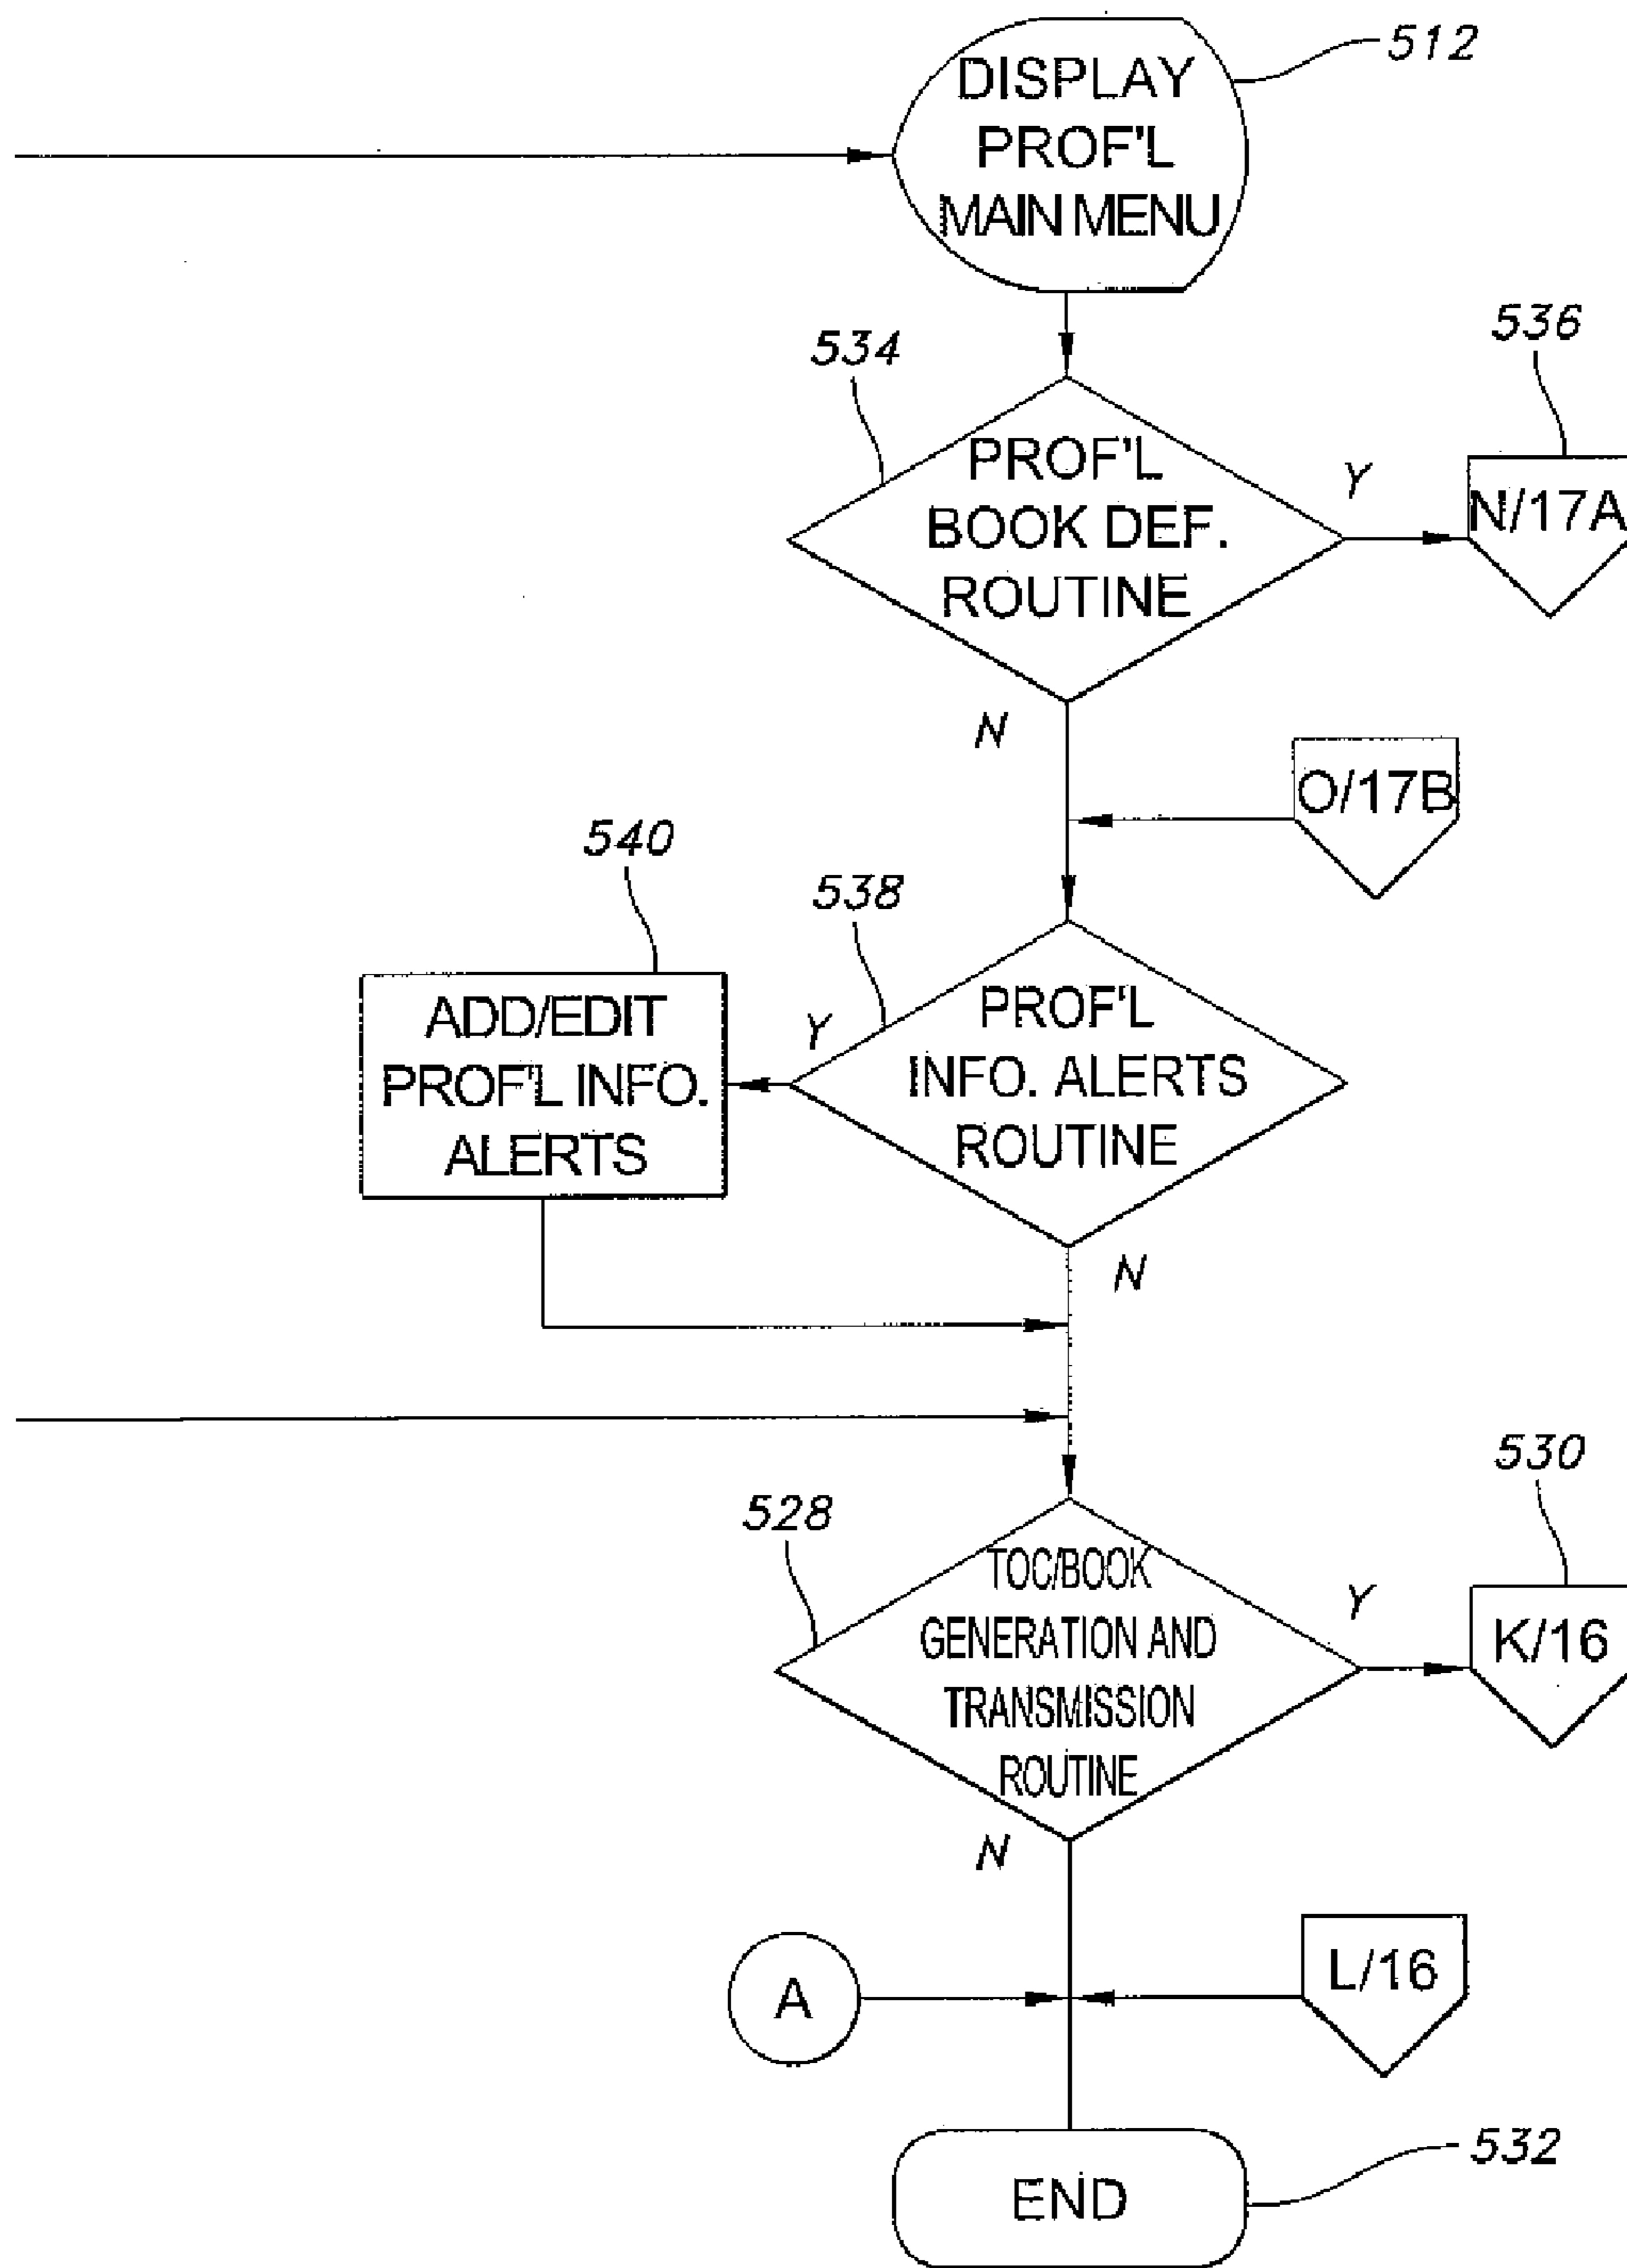 512
DISPLAY
PROF'L
MAIN MENU
534
536
PROF'L
BOOK DEF.
ROUTINE
Y
N/17A
N
O/17B
540
538
ADD/EDIT
PROF'L INFO.
ALERTS
Y
PROF'L
INFO. ALERTS
ROUTINE
N
530
528
TOC/BOOK
GENERATION AND
TRANSMISSION
ROUTINE
Y
K/16
N
A
L/16
532
END